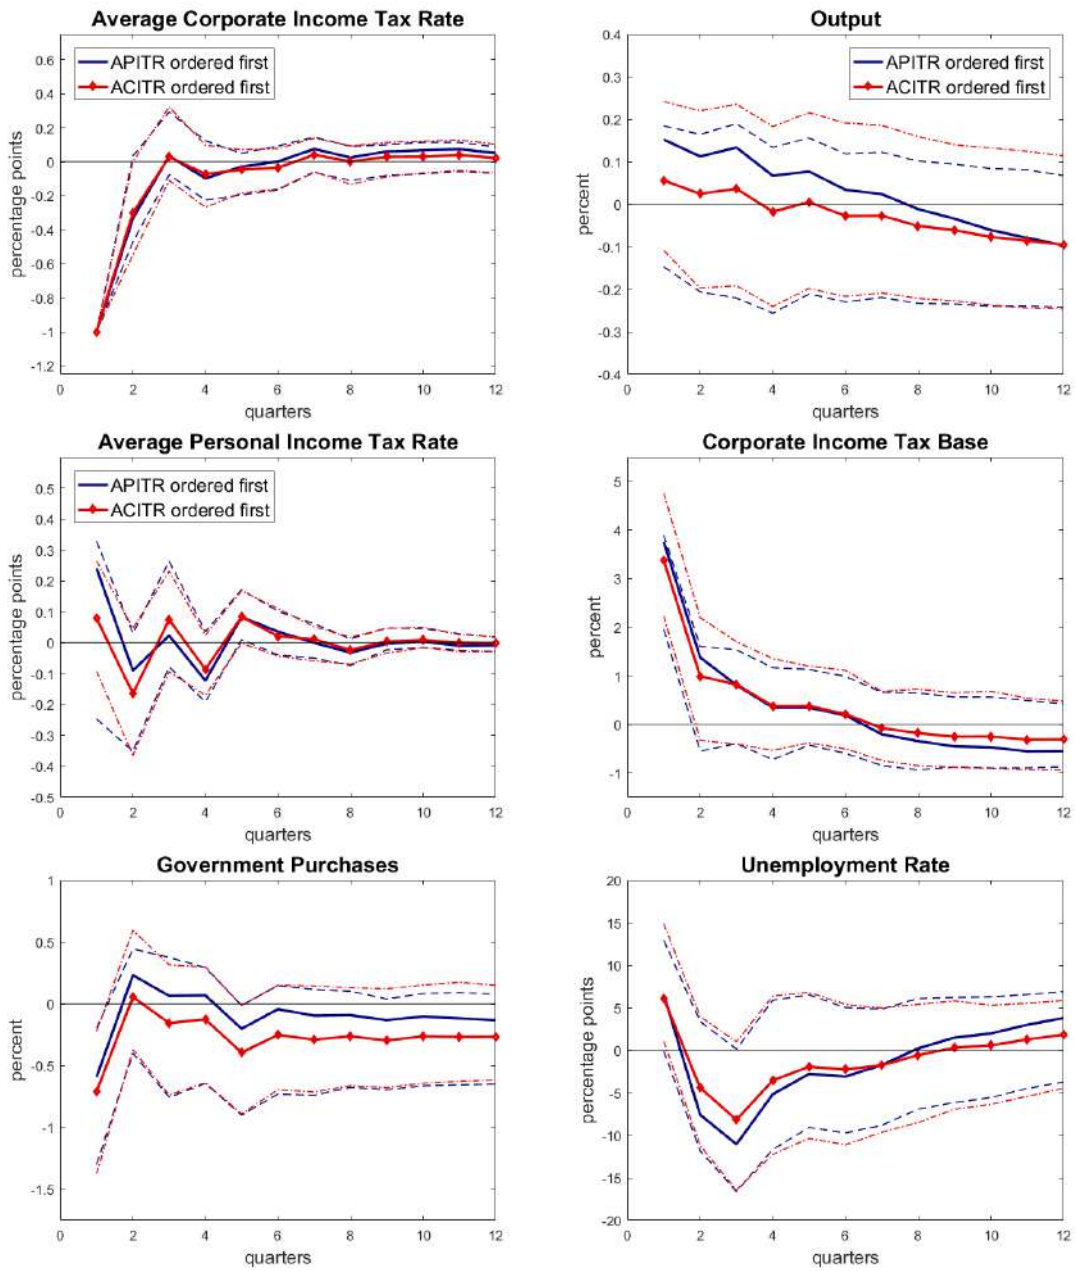 Average Corporate Income Tax Rate
APITR ordered first
ACITR ordered first
percentage points
0.6
0.4
0.2
0
-0.2
-0.4
-0.6
-0.8
-1
-1.2
0 2 4 6 8 10 12
quarters
Output
APITR ordered first
ACITR ordered first
percent
0.4
0.3
0.2
0.1
0
-0.1
-0.2
-0.3
-0.4
0 2 4 6 8 10 12
quarters
Average Personal Income Tax Rate
APITR ordered first
ACITR ordered first
percentage points
0.5
0.4
0.3
0.2
0.1
0
-0.1
-0.2
-0.3
-0.4
-0.5
0 2 4 6 8 10 12
quarters
Corporate Income Tax Base
percent
5
4
3
2
1
0
-1
0 2 4 6 8 10 12
quarters
Government Purchases
percent
1
0.5
0
-0.5
-1
-1.5
0 2 4 6 8 10 12
quarters
Unemployment Rate
percentage points
20
15
10
5
0
-5
-10
-15
-20
0 2 4 6 8 10 12
quarters